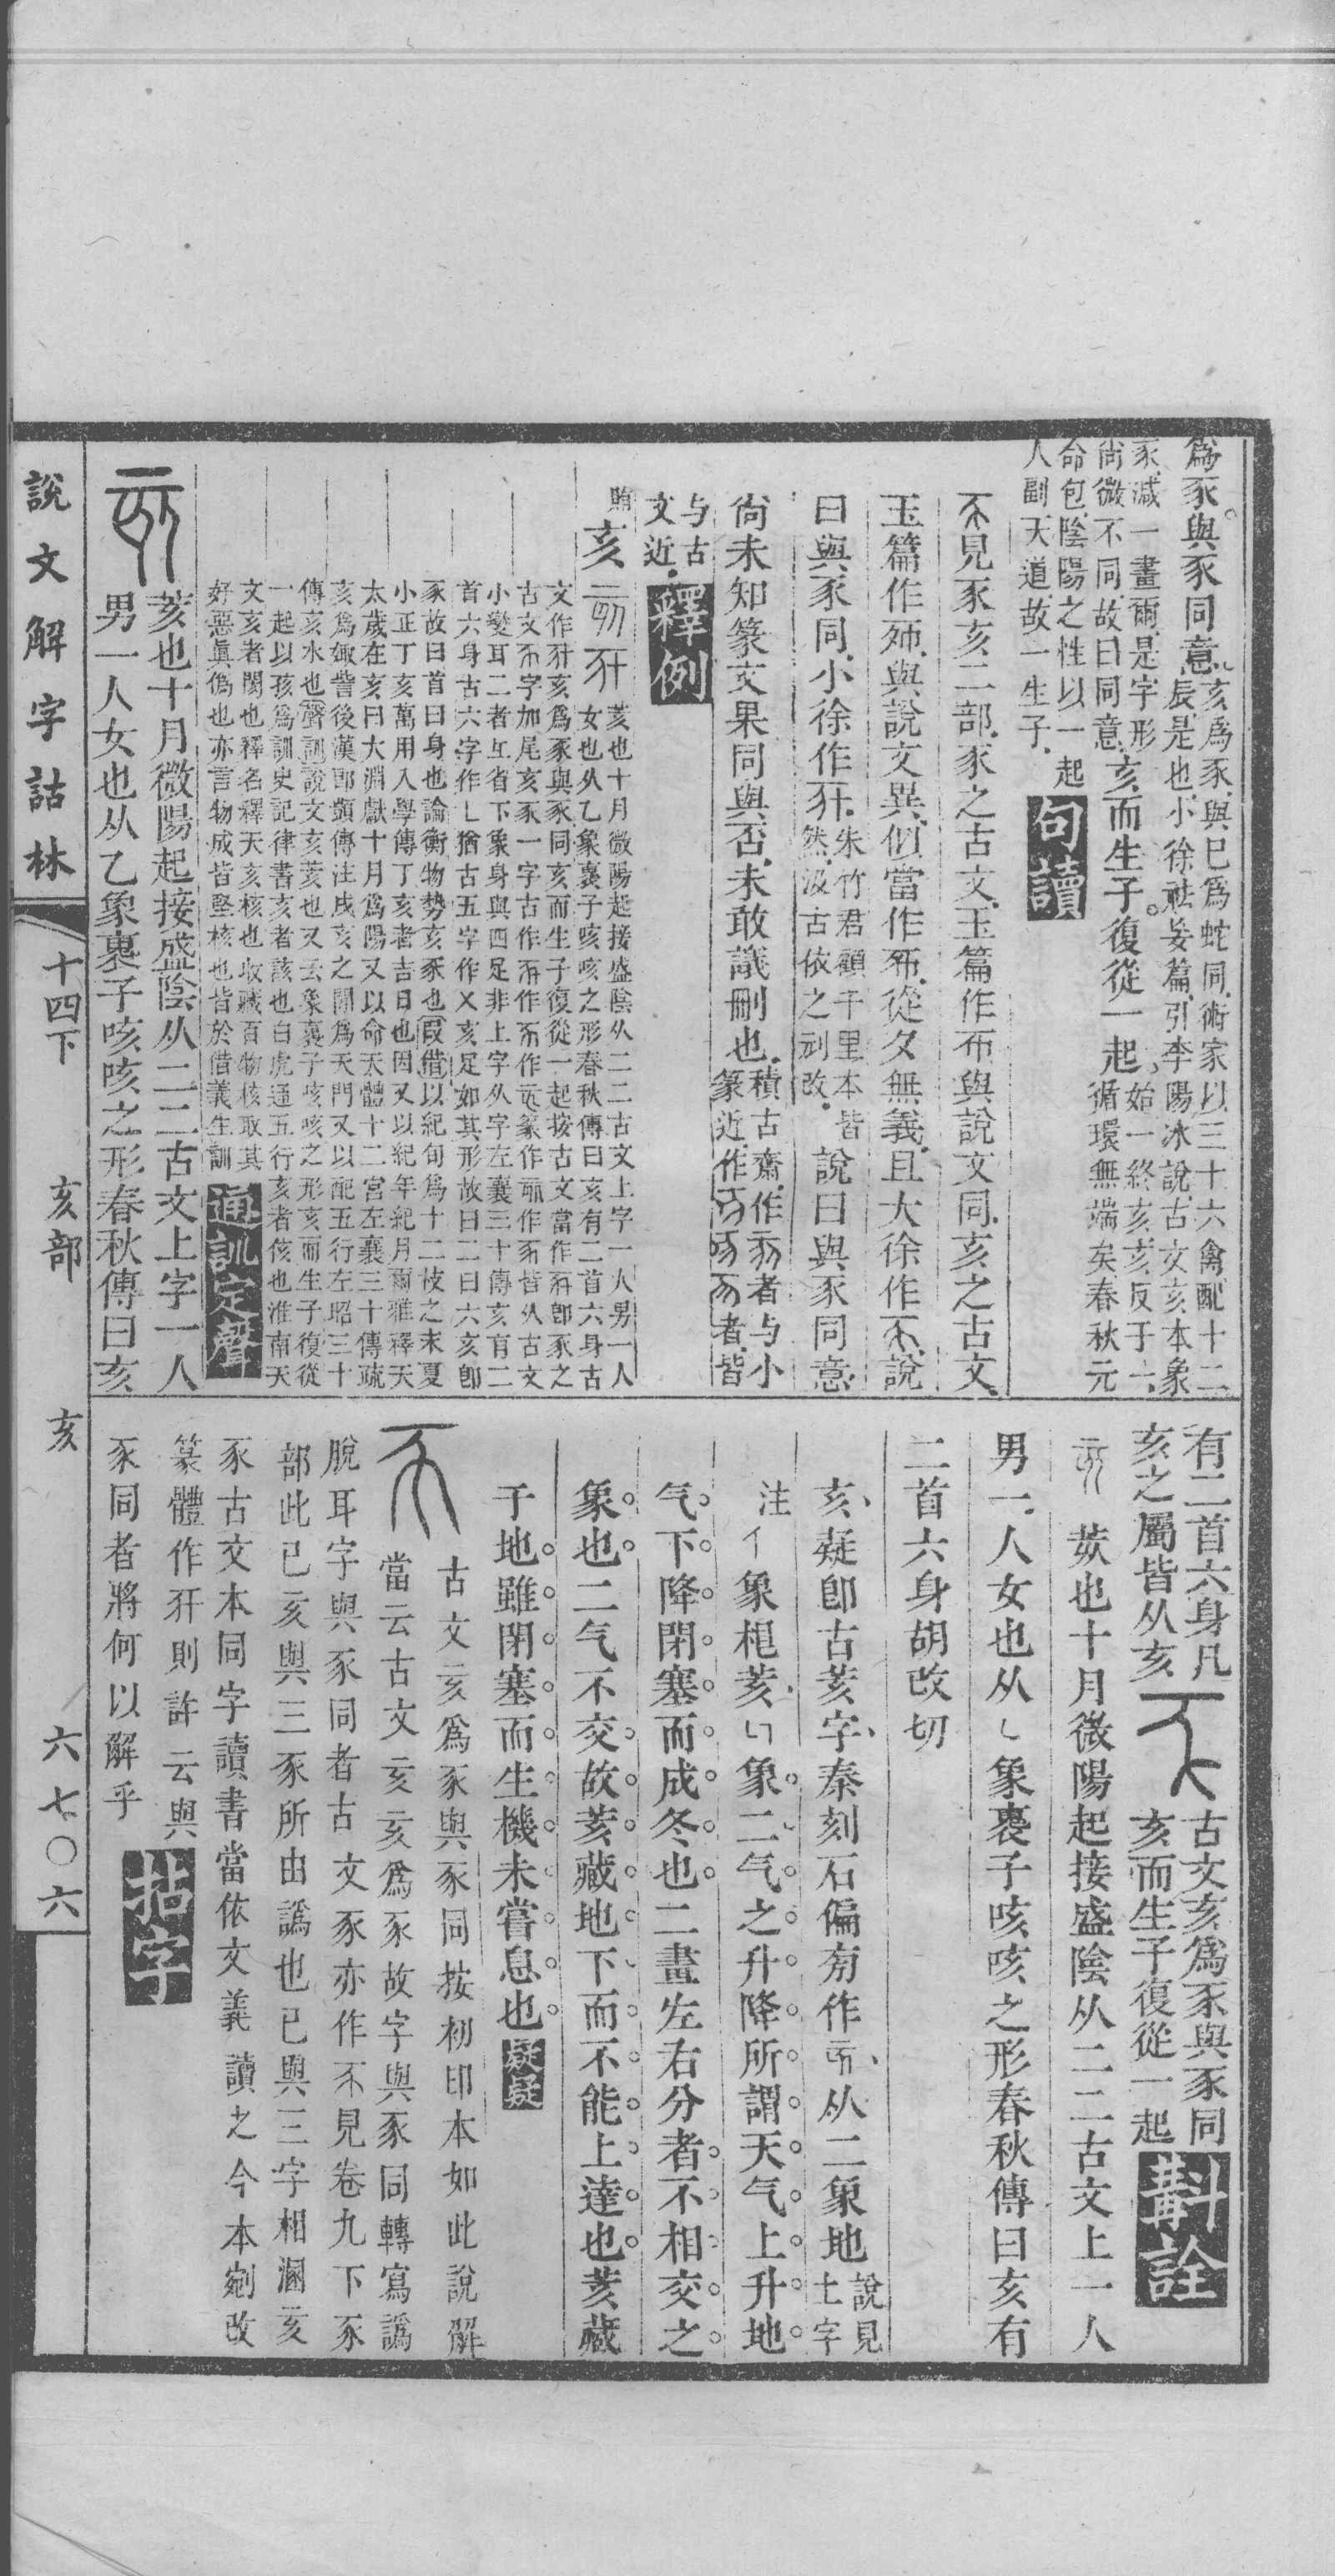 爲豕與豕同意
亥爲豕與巳爲蛇同術家以三十六禽配十二
辰是也小徐祛妄篇引李陽冰說古文亥本象
豕減一畫爾是字形
尚微不同故曰同意
亥而生子復從一起
始一終亥亥反于一
循環無端矣春秋元
命包陰陽之性以一起
人副天道故一生子
句讀
不見豕亥二部豕之古文玉篇作布與說文同亥之古文
玉篇作與說文異似當作從夂無義且大徐作不說
曰與豕同小徐作
朱竹君顧千里本皆
然汲古依之剜改
說曰與豕同意
尚未知篆文果同與否未敢議刪也
積古齋作者与小
篆近作者皆
与古
文近
釋例
亥
荄也十月微陽起接盛陰从二二古文上字一人男一人
女也从乙象裹子咳咳之形春秋傳曰亥有二首六身古
文作亥爲豕與豕同亥而生子復從一起按古文當作卽豕之
古文字加尾亥豕一字古作作作篆作作皆从古文
小變耳二者省下象身與四足非上字从字左襄三十傳亥有二
首六身古六字作猶古五字作亥足如其形故曰二曰六亥卽
豕故曰首曰身也論衡物勢亥豕也叚借以紀旬爲十二枝之末夏
小正丁亥萬用入學傳丁亥者吉日也因又以紀年紀月爾雅釋天
太歲在亥曰大淵獻十月爲陽又以命天體十二宮左襄三十傳疏
亥爲娵訾後漢郎顗傳注戌亥之閒爲天門又以配五行左昭三十
傳亥水也聲訓說文亥荄也又云象裹子咳咳之形亥而生子復從
一起以孩爲訓史記律書亥者該也白虎通五行亥者侅也淮南天
文亥者閡也釋名釋天亥核也收藏百物核取其
好惡眞僞也亦言物成皆堅核也皆於借義生訓
通訓定聲
荄也十月微陽起接盛陰从二二古文上字一人
男一人女也从乙象裹子咳咳之形春秋傳曰亥
有二首六身凡
亥之屬皆从亥
古文亥爲豕與豕同
亥而生子復從一起
斠詮
荄也十月微陽起接盛陰从二二古文上一人
男一人女也从乚象裹子咳咳之形春秋傳曰亥有
二首六身胡改切
亥疑卽古荄字秦刻石偏旁作从二象地
說見
土字
注
象梎荄象二气之升降所謂天气上升地
气下降閉塞而成冬也二畫左右分者不相交之
象也二气不交故荄藏地下而不能上達也荄藏
于地雖閉塞而生機未嘗息也
疑疑
古文亥爲豕與豕同按初印本如此說解
當云古文亥亥爲豕故字與豕同轉寫譌
脫耳字與豕同者古文豕亦作不見卷九下豕
部此已亥與三豕所由譌也已與三字相溷亥
豕古文本同字讀書當依文義讀之今本剜改
篆體作則許云與
豕同者將何以解乎
拈字
說文解字詁林
十四下
亥部
亥
六七〇六